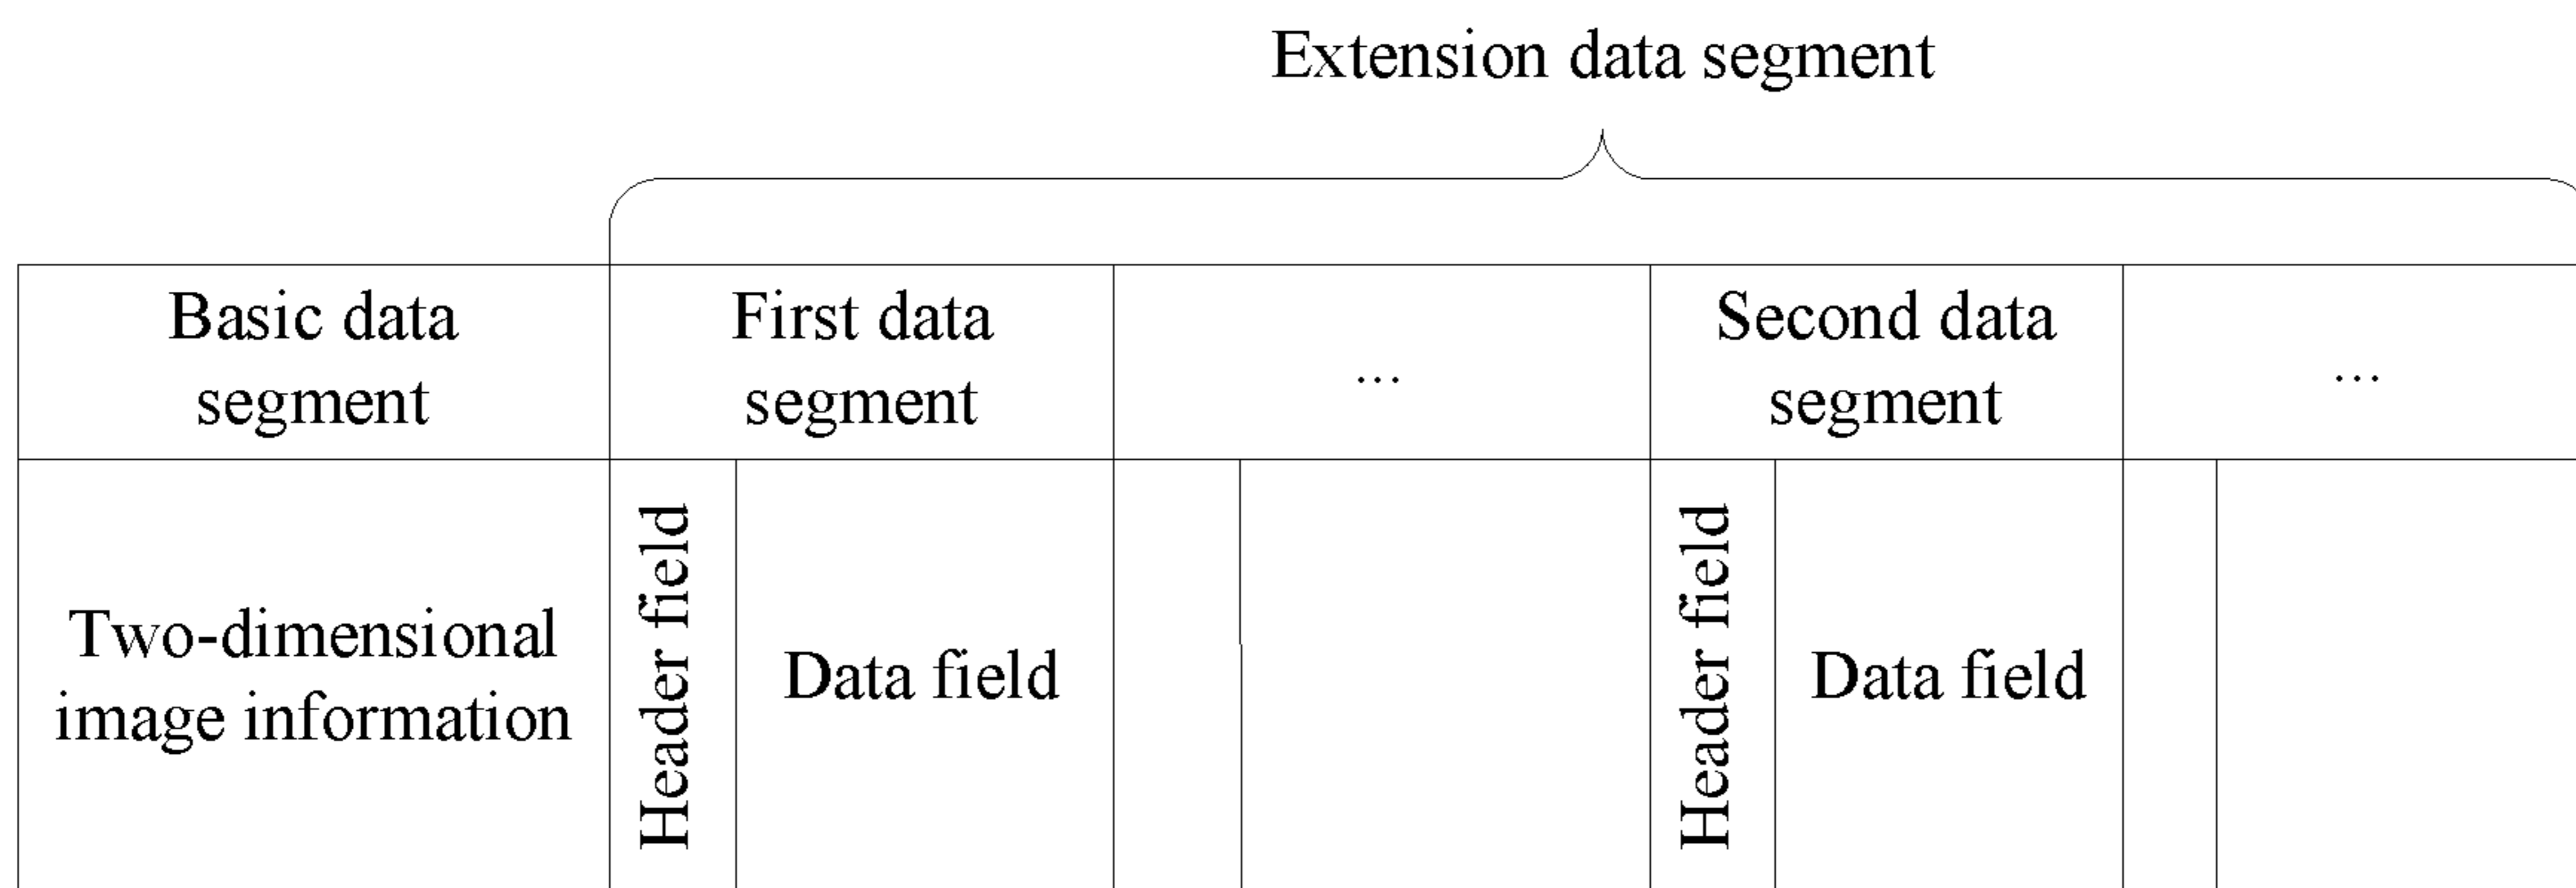 Extension data segment
Basic data
segment
First data
segment
...
Second data
segment
...
Two-dimensional
image information
Header field
Data field
Header field
Data field